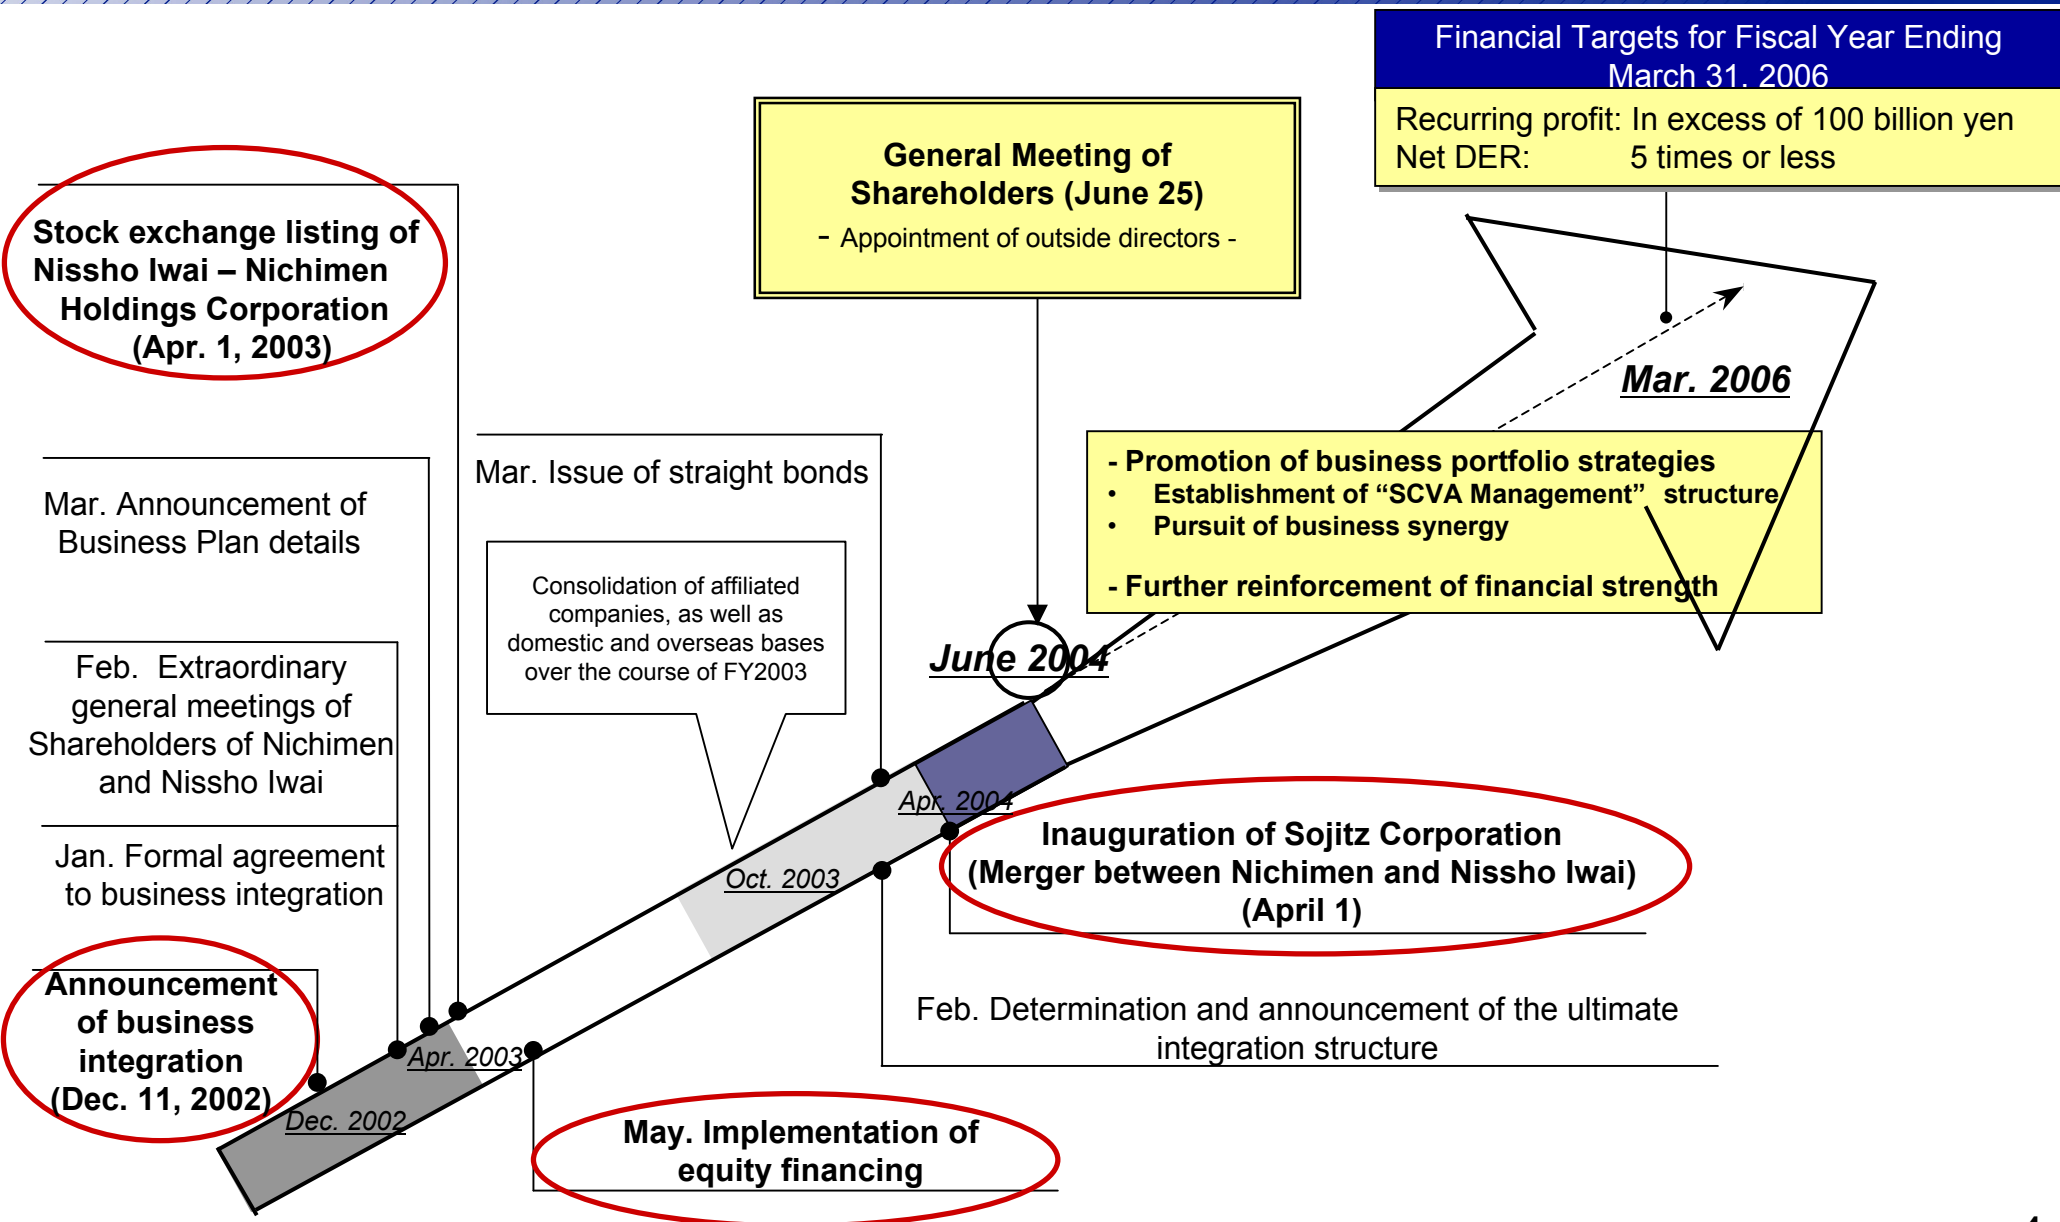 Financial Targets for Fiscal Year Ending
March 31, 2006
Recurring profit: In excess of 100 billion yen
Net DER: 5 times or less
General Meeting of
Shareholders (June 25)
- Appointment of outside directors -
Stock exchange listing of
Nissho Iwai – Nichimen
Holdings Corporation
(Apr. 1, 2003)
Mar. 2006
Mar. Issue of straight bonds
- Promotion of business portfolio strategies
• Establishment of “SCVA Management” structure
• Pursuit of business synergy
- Further reinforcement of financial strength
Mar. Announcement of
Business Plan details
Consolidation of affiliated
companies, as well as
domestic and overseas bases
over the course of FY2003
June 2004
Feb. Extraordinary
general meetings of
Shareholders of Nichimen
and Nissho Iwai
Apr. 2004
Inauguration of Sojitz Corporation
(Merger between Nichimen and Nissho Iwai)
(April 1)
Jan. Formal agreement
to business integration
Oct. 2003
Announcement
of business
integration
(Dec. 11, 2002)
Feb. Determination and announcement of the ultimate
integration structure
Apr. 2003
Dec. 2002
May. Implementation of
equity financing